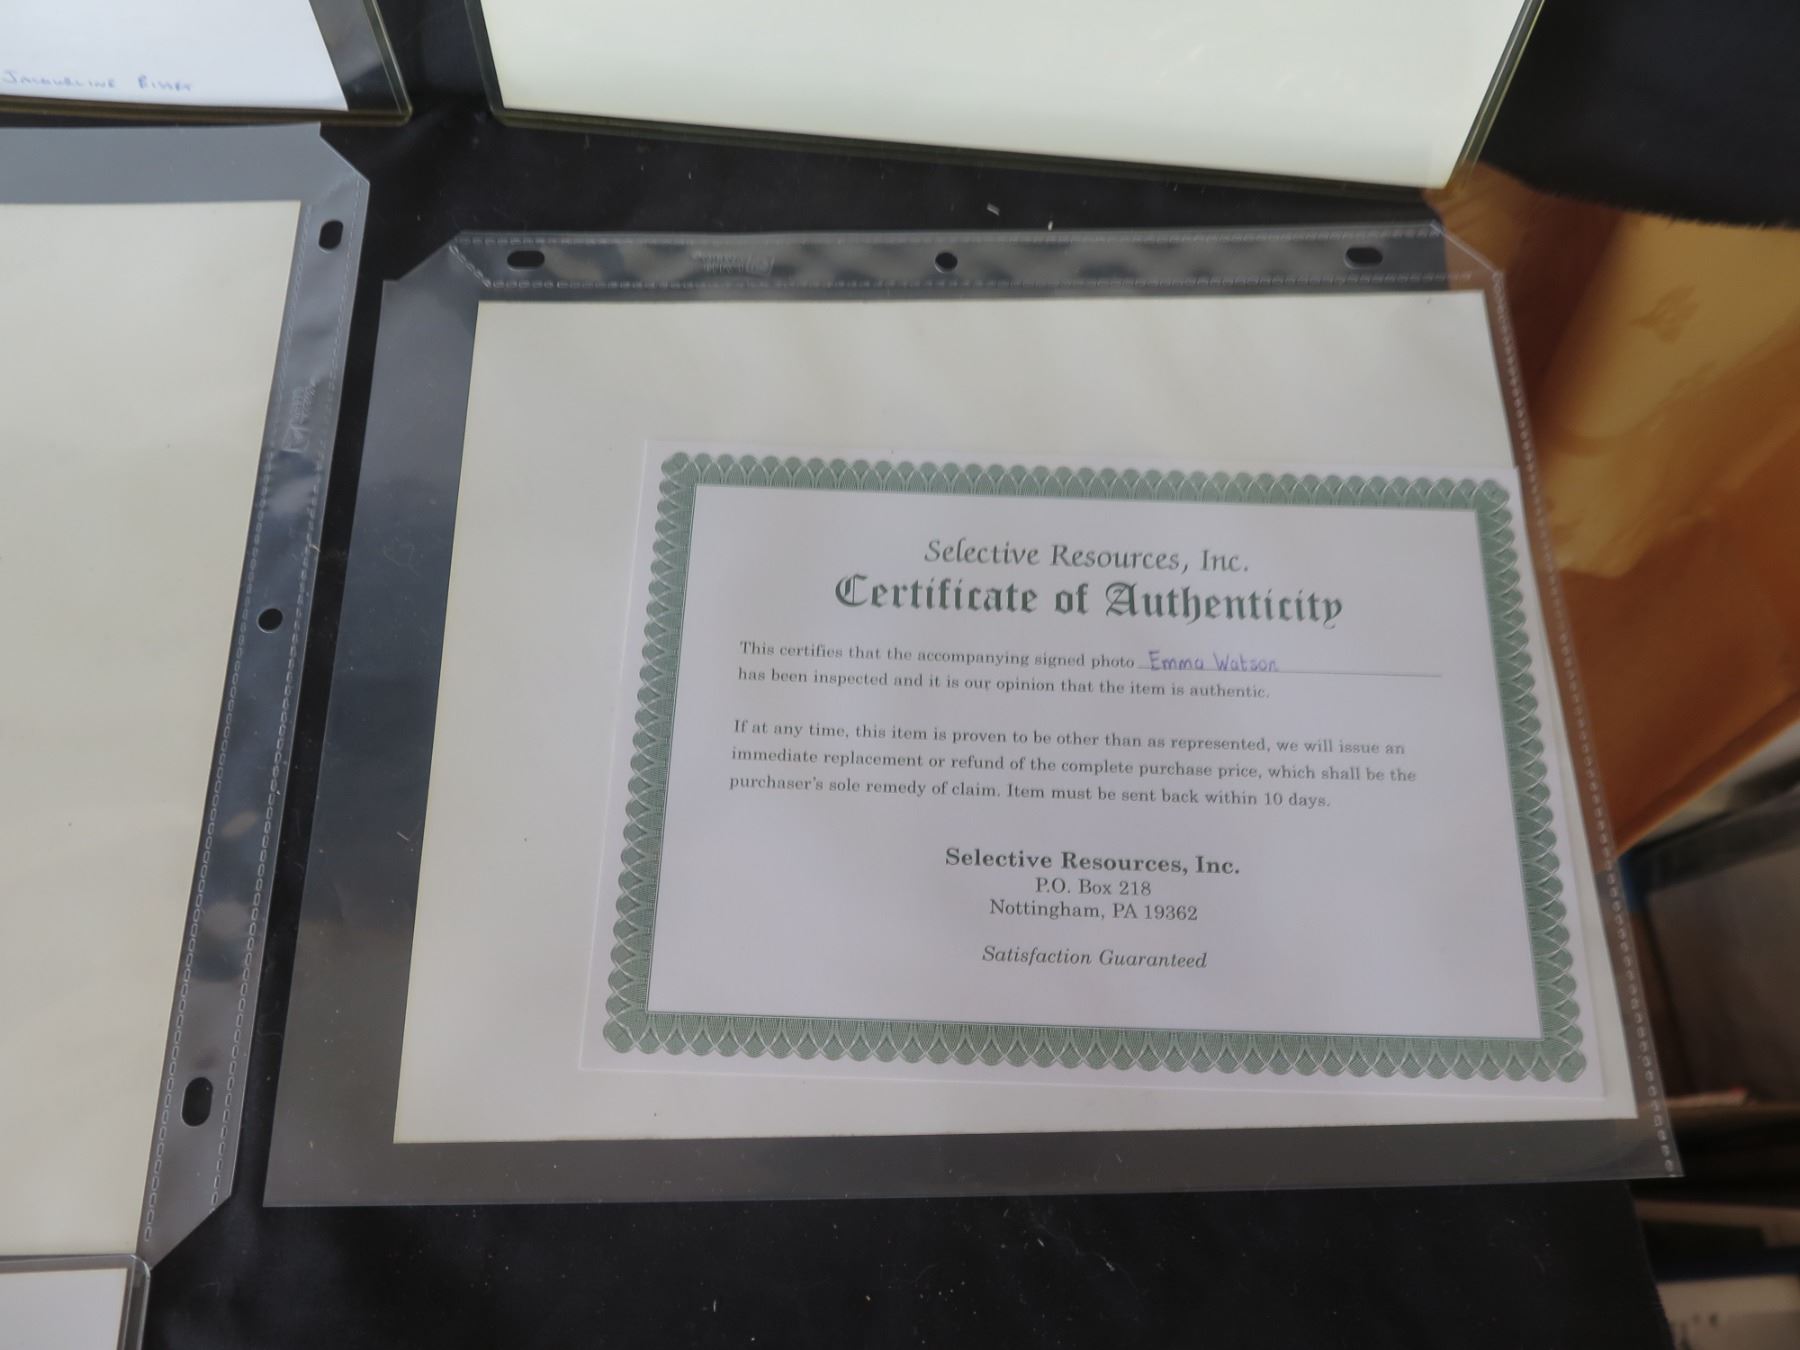 JACQUELINE BISSET
Selective Resources, Inc.
Certificate of Authenticity
This certifies that the accompanying signed photo Emma Watson
has been inspected and it is our opinion that the item is authentic.
If at any time, this item is proven to be other than as represented, we will issue an
immediate replacement or refund of the complete purchase price, which shall be the
purchaser's sole remedy of claim. Item must be sent back within 10 days.
Selective Resources, Inc.
P.O. Box 218
Nottingham, PA 19362
Satisfaction Guaranteed